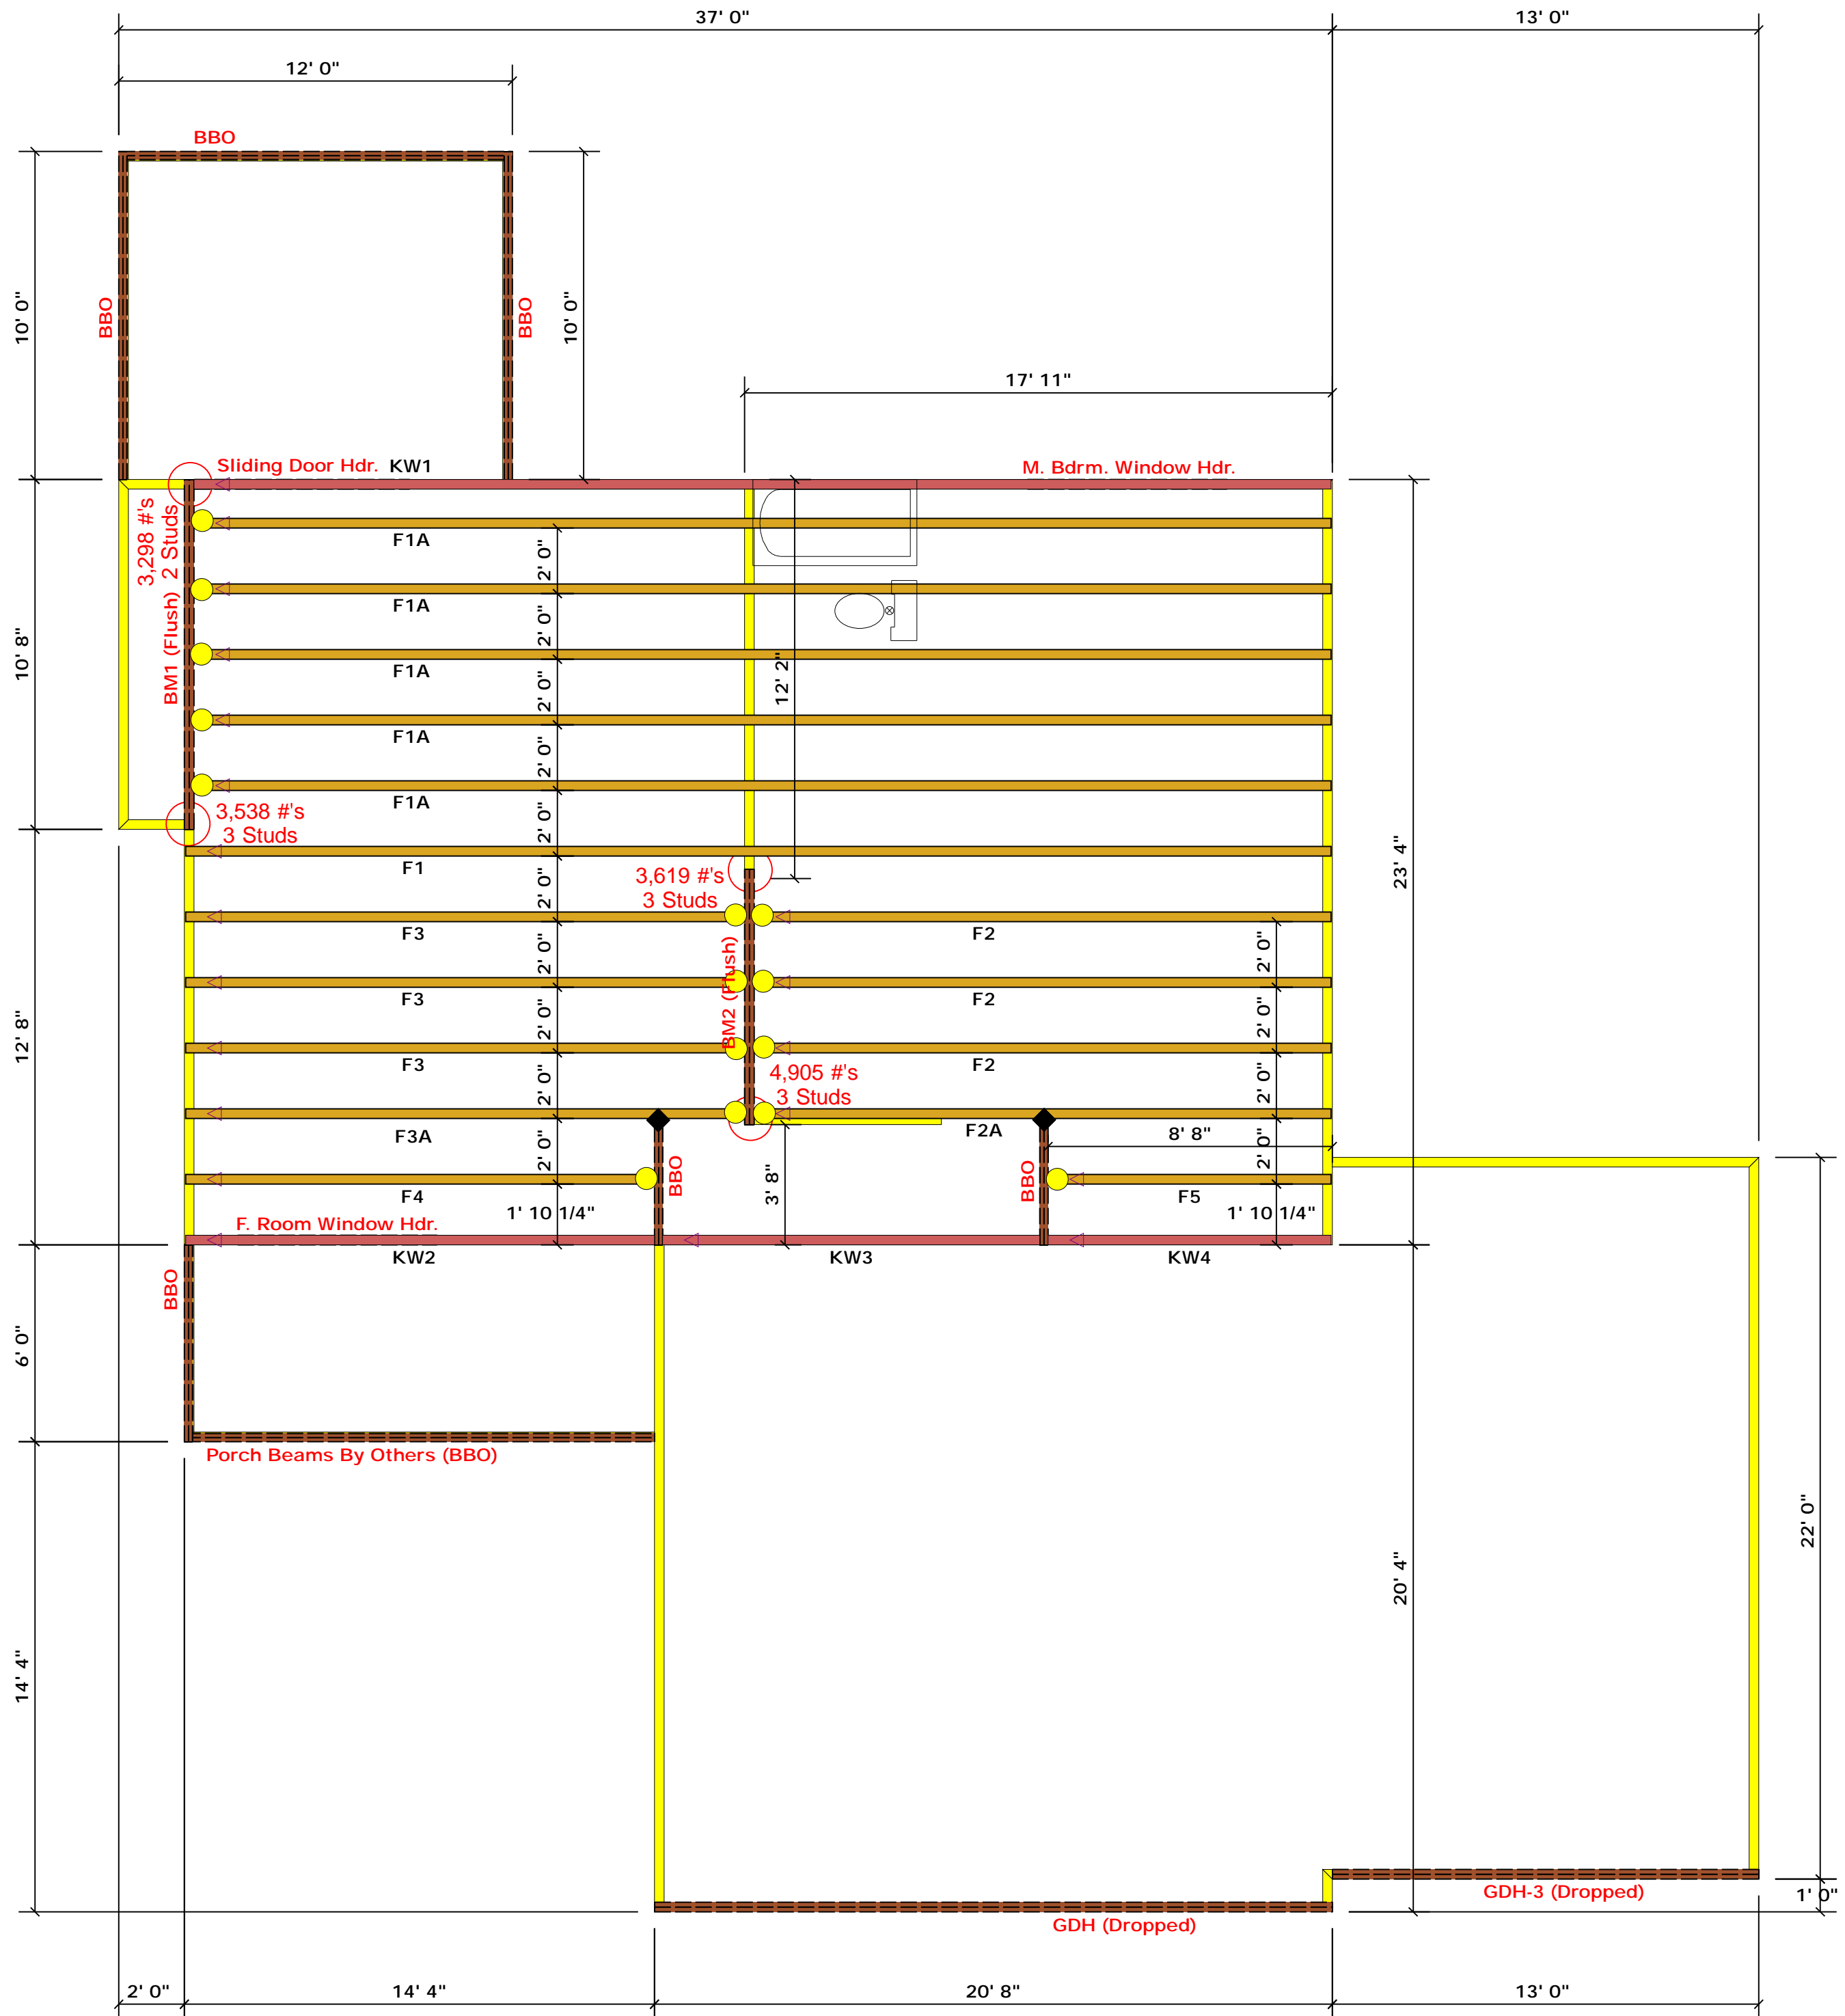 37' 0"
13' 0"
12' 0"
BBO
10' 0"
BBO
BBO
10' 0"
17' 11"
Sliding Door Hdr.
KW1
M. Bdrm. Window Hdr.
3,298 #'s
2 Studs
BM1 (Flush)
10' 8"
F1A
2' 0"
F1A
2' 0"
12' 2"
F1A
2' 0"
F1A
2' 0"
F1A
2' 0"
3,538 #'s
3 Studs
F1
2' 0"
23' 4"
3,619 #'s
3 Studs
F3
F2
2' 0"
2' 0"
BM2 (Flush)
F3
F2
2' 0"
2' 0"
12' 8"
F3
F2
2' 0"
2' 0"
4,905 #'s
3 Studs
F3A
F2A
8' 8"
2' 0"
2' 0"
BBO
BBO
3' 8"
F4
F5
1' 10 1/4"
1' 10 1/4"
F. Room Window Hdr.
KW2
KW3
KW4
BBO
6' 0"
Porch Beams By Others (BBO)
22' 0"
20' 4"
14' 4"
GDH-3 (Dropped)
1' 0"
GDH (Dropped)
2' 0"
14' 4"
20' 8"
13' 0"